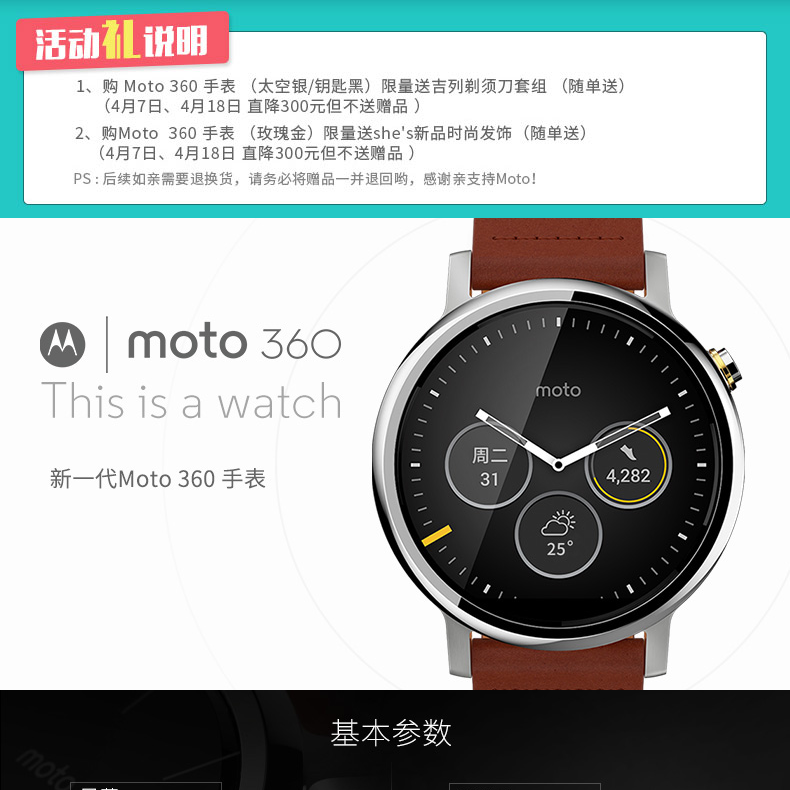 活动礼说明
1、购 Moto 360 手表 （太空银/钥匙黑）限量送吉列剃须刀套组 （随单送）
（4月7日、4月18日 直降300元但不送赠品 ）
2、购Moto 360 手表 （玫瑰金）限量送she's新品时尚发饰（随单送）
（4月7日、4月18日 直降300元但不送赠品 ）
PS : 后续如亲需要退换货，请务必将赠品一并退回哟，感谢亲支持Moto！
moto 360
This is a watch
新一代Moto 360 手表
moto
周二
31
4,282
25°
基本参数
moto